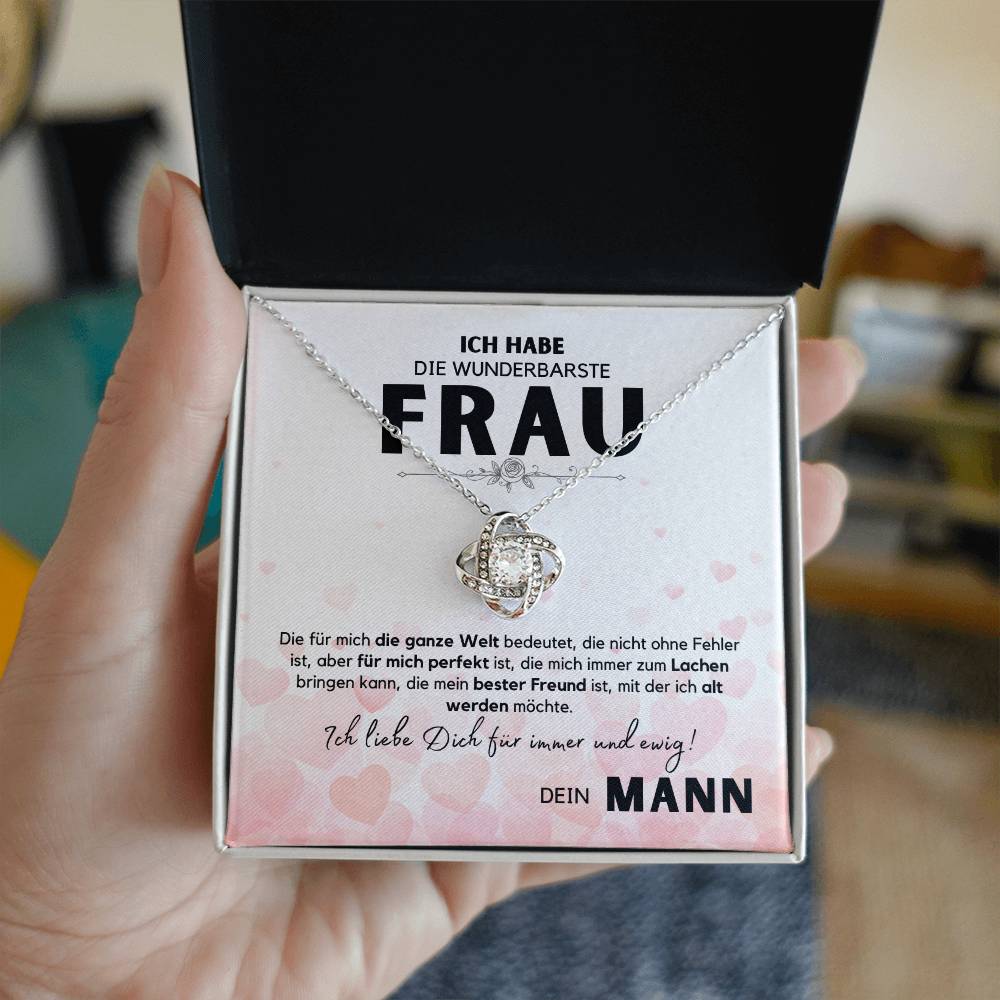 ICH HABE
DIE WUNDERBARSTE
FRAU
Die für mich die ganze Welt bedeutet, die nicht ohne Fehler
ist, aber für mich perfekt ist, die mich immer zum Lachen
bringen kann, die mein bester Freund ist, mit der ich alt
werden möchte.
Ich liebe Dich für immer und ewig!
DEIN MANN